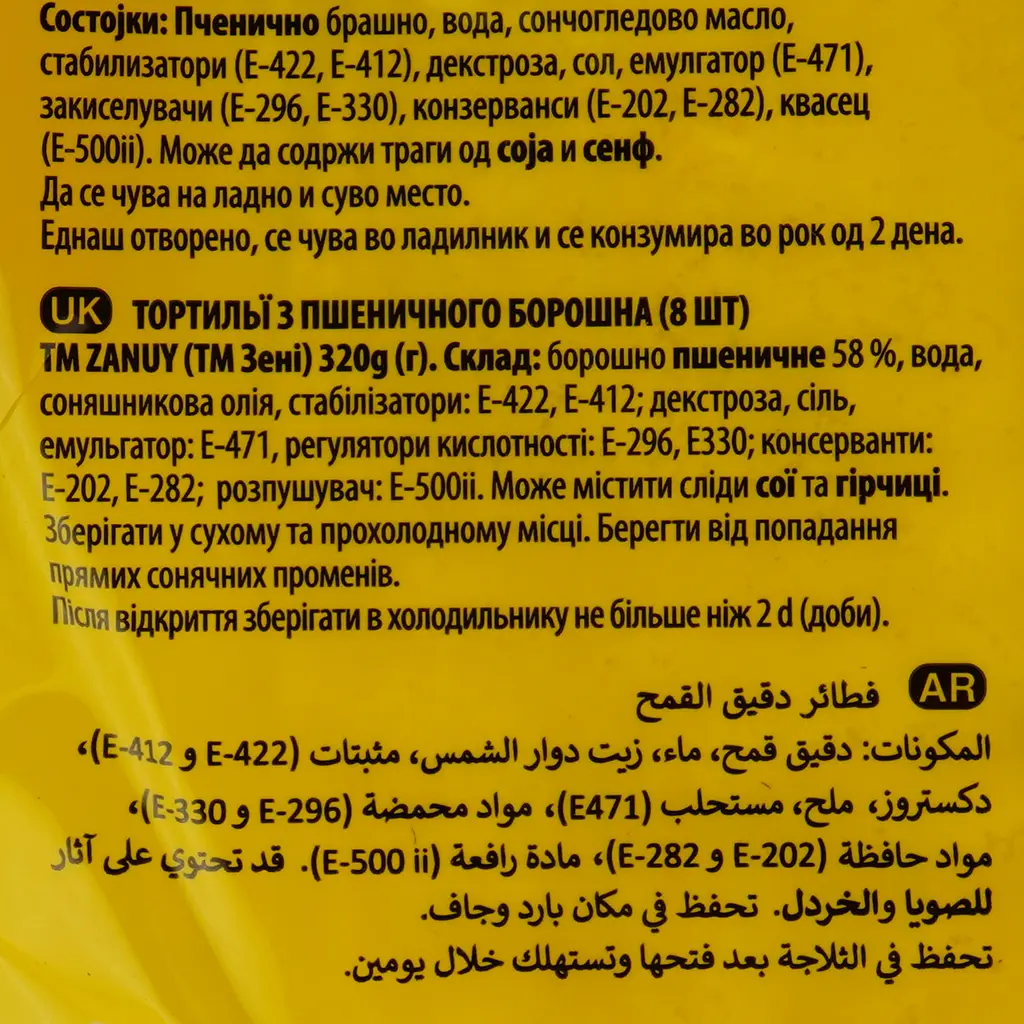 Состојки: Пченично брашно, вода, сончогледово масло,
стабилизатори (Е-422, Е-412), декстроза, сол, емулгатор (Е-471),
закиселувачи (Е-296, Е-330), конзерванси (Е-202, Е-282), квасец
(Е-500ii). Може да содржи траги од соја и сенф.
Да се чува на ладно и суво место.
Еднаш отворено, се чува во ладилник и се конзумира во рок од 2 дена.
UK ТОРТИЛЬЇ З ПШЕНИЧНОГО БОРОШНА (8 ШТ)
TM ZANUY (ТМ Зені) 320g (г). Склад: борошно пшеничне 58 %, вода,
соняшникова олія, стабілізатори: Е-422, Е-412; декстроза, сіль,
емульгатор: Е-471, регулятори кислотності: Е-296, Е330; консерванти:
Е-202, Е-282; розпушувач: Е-500іі. Може містити сліди сої та гірчиці.
Зберігати у сухому та прохолодному місці. Берегти від попадання
прямих сонячних променів.
Після відкриття зберігати в холодильнику не більше ніж 2 d (доби).
AR فطائر دقيق القمح
المكونات: دقيق قمح، ماء، زيت دوار الشمس، مثبتات (E-422 و E-412)،
دكستروز، ملح، مستحلب (E471)، مواد محمضة (E-296 و E-330)،
مواد حافظة (E-202 و E-282)، مادة رافعة (E-500 ii). قد تحتوي على آثار
للصويا والخردل. تحفظ في مكان بارد وجاف.
تحفظ في الثلاجة بعد فتحها وتستهلك خلال يومين.